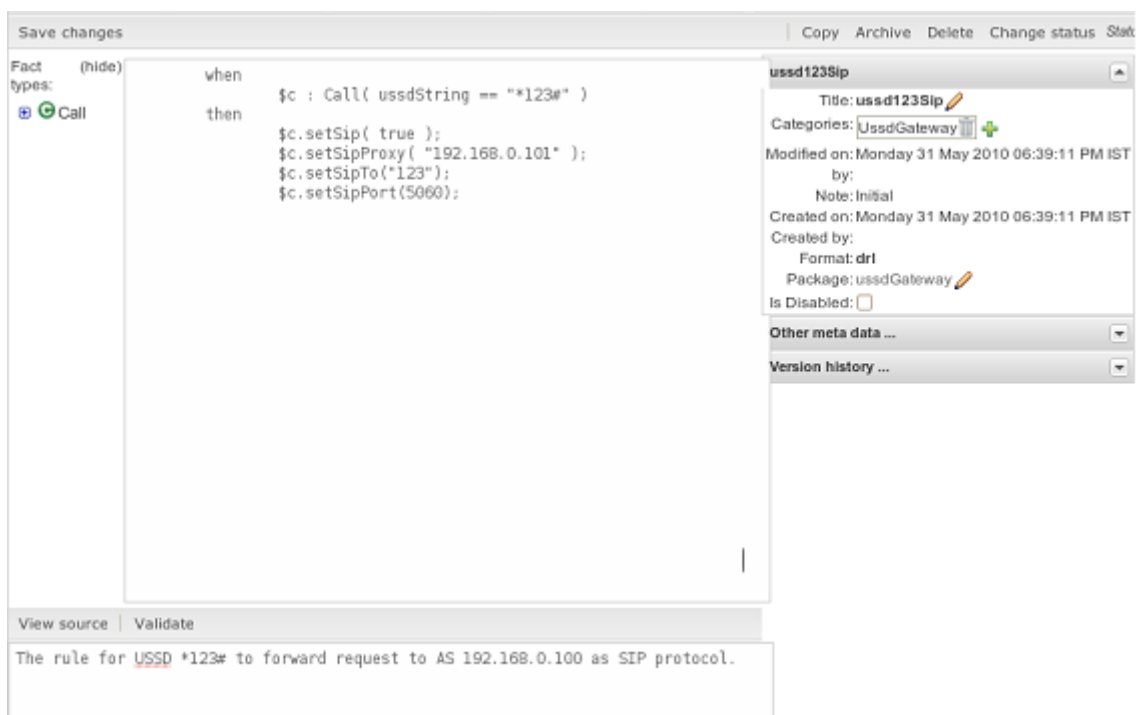 Save changes
Copy Archive Delete Change status Statu
Fact (hide)
types:
Call
when
$c : Call( ussdString == "*123#" )
then
$c.setSip( true );
$c.setSipProxy( "192.168.0.101" );
$c.setSipTo("123");
$c.setSipPort(5060);
ussd123Sip
Title: ussd123Sip
Categories: UssdGateway
Modified on: Monday 31 May 2010 06:39:11 PM IST
by:
Note: Initial
Created on: Monday 31 May 2010 06:39:11 PM IST
Created by:
Format: drl
Package: ussdGateway
Is Disabled:
Other meta data ...
Version history ...
View source Validate
The rule for USSD *123# to forward request to AS 192.168.0.100 as SIP protocol.